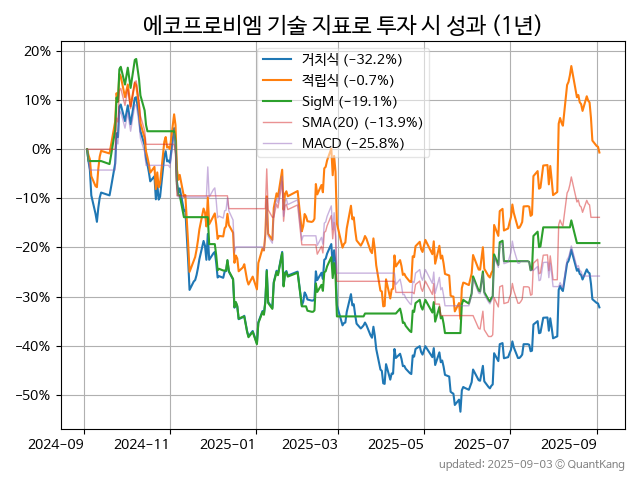 에코프로비엠 기술 지표로 투자 시 성과 (1년)
거치식 (−32.2%)
적립식 (−0.7%)
SigM (−19.1%)
SMA(20) (−13.9%)
MACD (−25.8%)
20%
10%
0%
−10%
−20%
−30%
−40%
−50%
2024−09 2024−11 2025−01 2025−03 2025−05 2025−07 2025−09
updated: 2025-09-03 © QuantKang